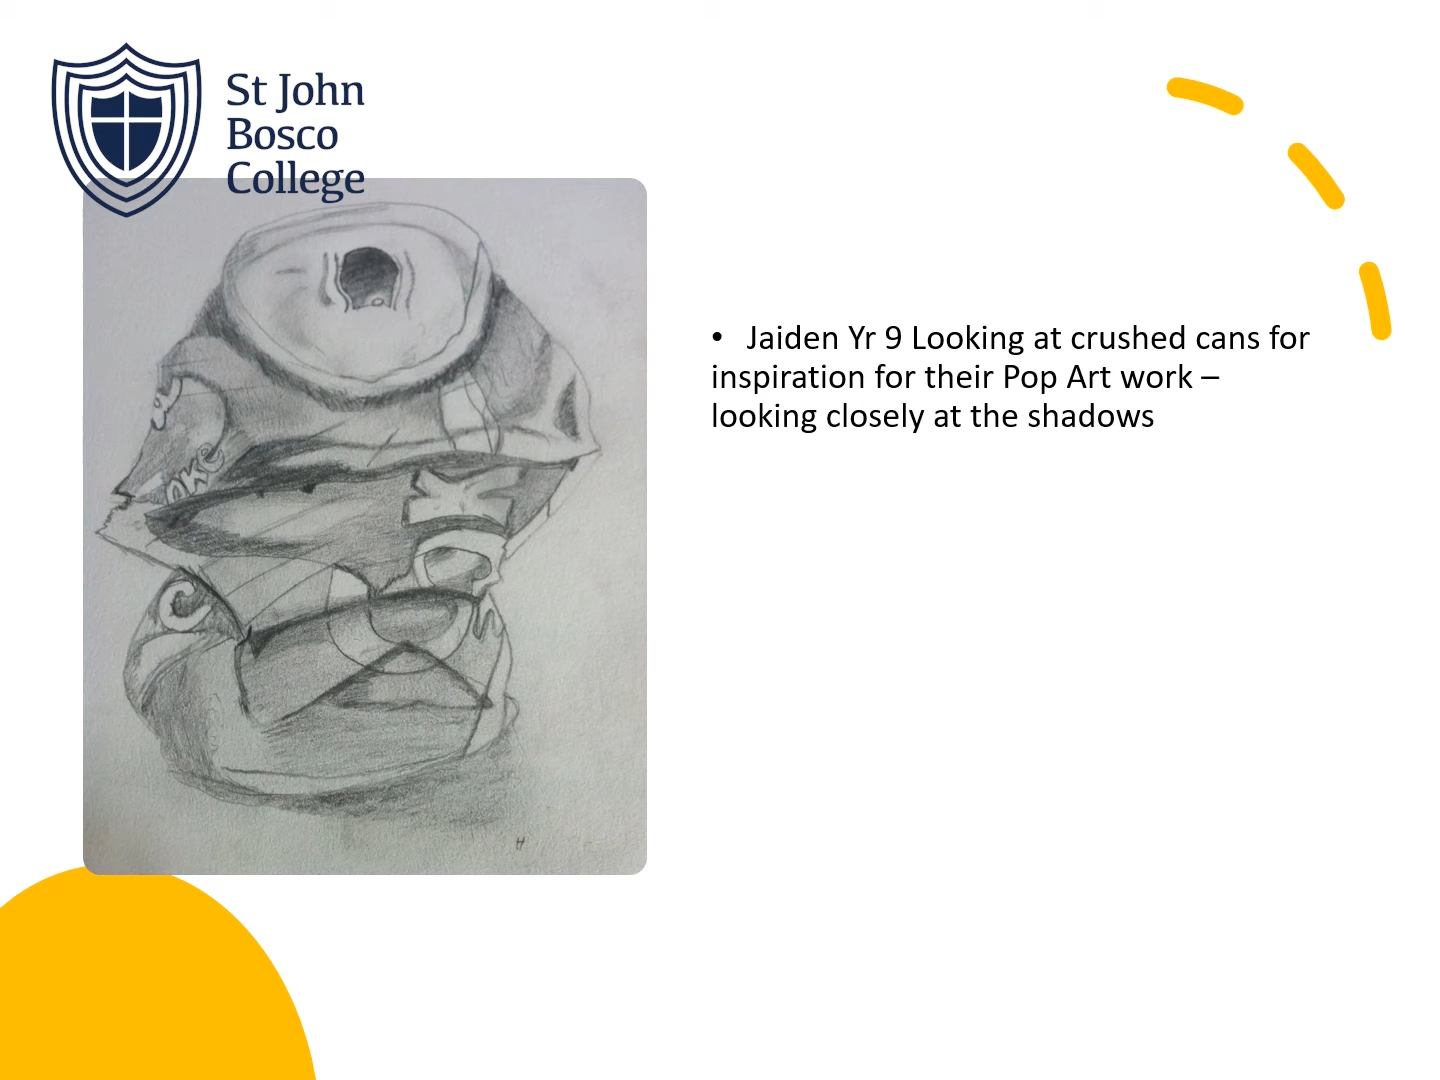 St John
Bosco
College
• Jaiden Yr 9 Looking at crushed cans for
inspiration for their Pop Art work –
looking closely at the shadows
oke
C
H